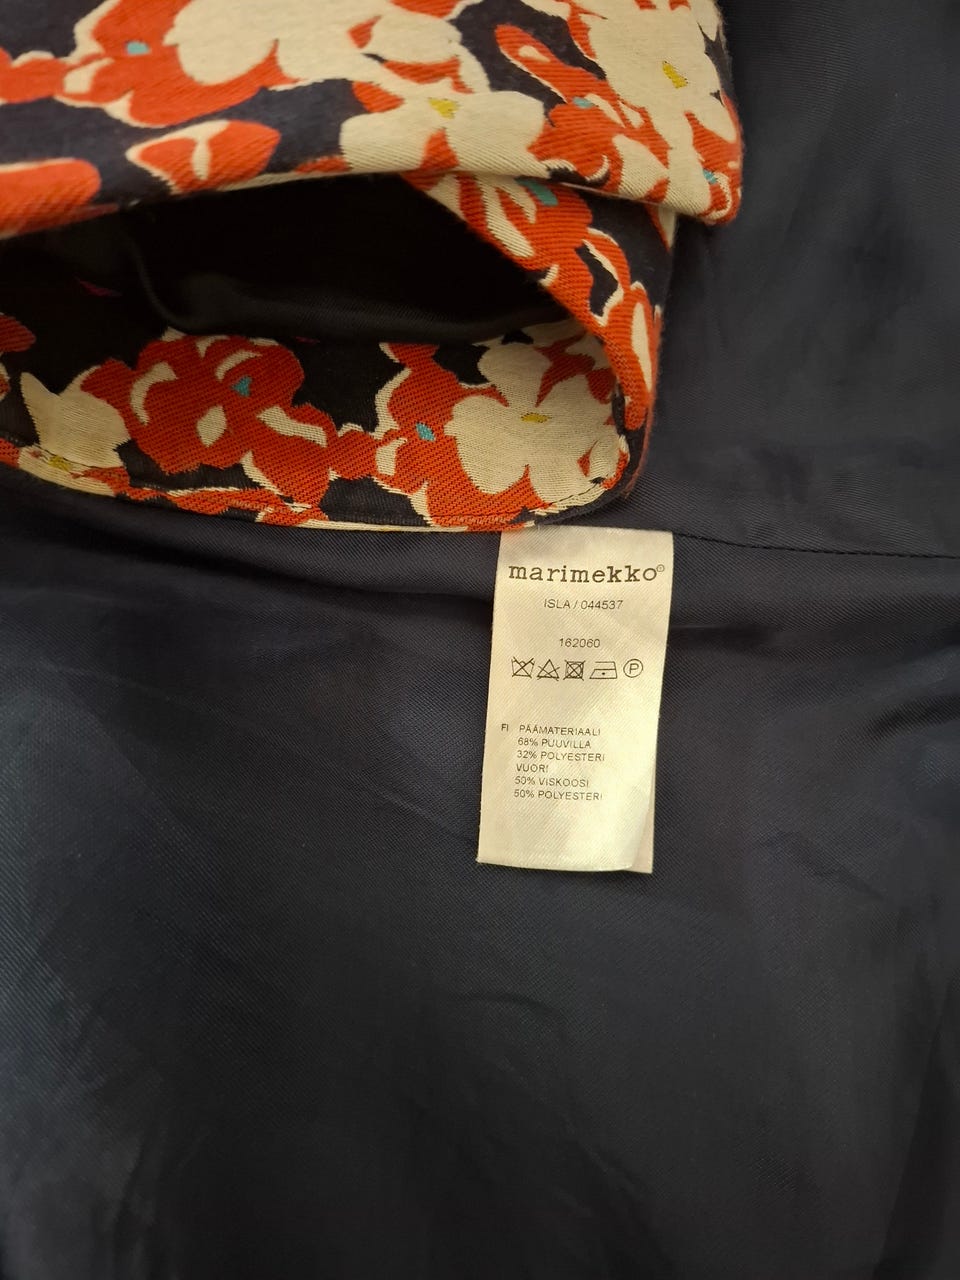 marimekko®
ISLA / 044537
162060
P
FI PÄÄMATERIAALI
68% PUUVILLA
32% POLYESTERI
VUORI
50% VISKOOSI
50% POLYESTERI